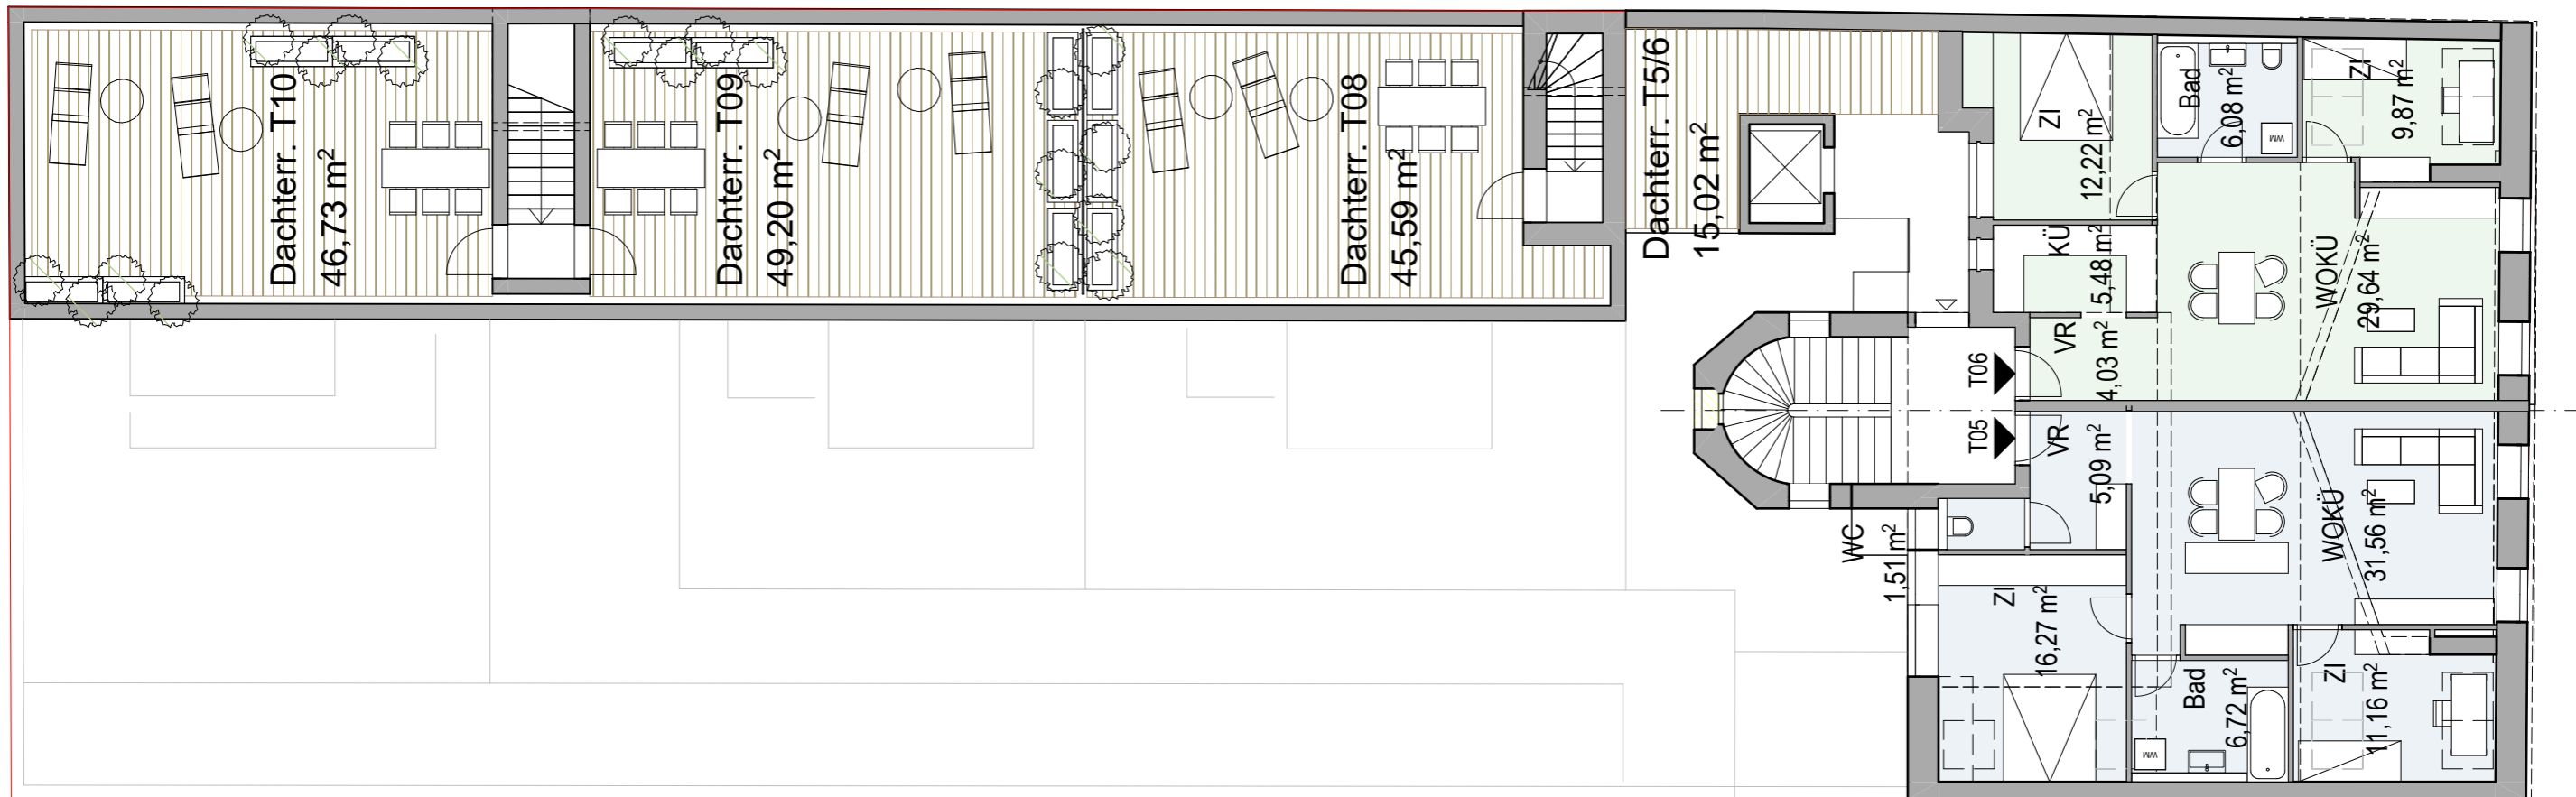 Dachterr. T10
46,73 m²
Dachterr. T09
49,20 m²
Dachterr. T08
45,59 m²
Dachterr. T5/6
15,02 m²
ZI
12,22 m²
Bad
6,08 m²
WM
ZI
9,87 m²
KÜ
5,48 m²
WOKÜ
29,64 m²
VR
4,03 m²
T06
T05
VR
5,09 m²
WC
1,51 m²
WOKÜ
31,56 m²
ZI
16,27 m²
Bad
6,72 m²
WM
ZI
11,16 m²